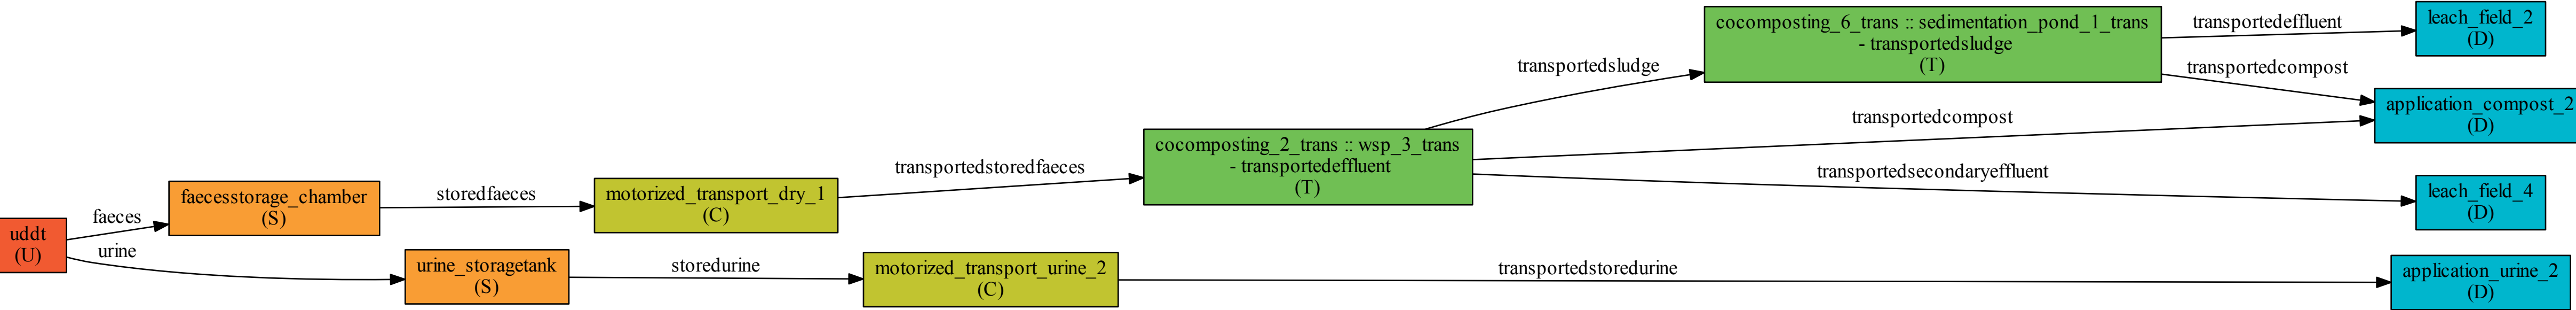 uddt
(U)
faeces
urine
faecesstorage_chamber
(S)
storedfaeces
urine_storagetank
(S)
storedurine
motorized_transport_dry_1
(C)
transportedstoredfaeces
motorized_transport_urine_2
(C)
transportedstoredurine
cocomposting_2_trans :: wsp_3_trans
- transportedeffluent
(T)
transportedsludge
transportedcompost
transportedsecondaryeffluent
cocomposting_6_trans :: sedimentation_pond_1_trans
- transportedsludge
(T)
transportedeffluent
transportedcompost
leach_field_2
(D)
application_compost_2
(D)
leach_field_4
(D)
application_urine_2
(D)